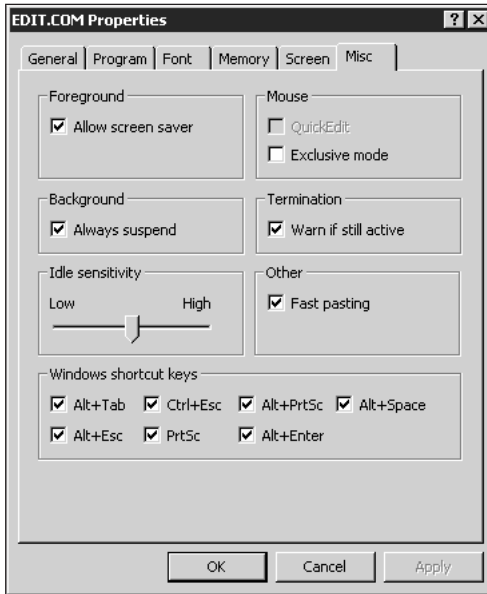 EDIT.COM Properties
General Program Font Memory Screen Misc
Foreground
Allow screen saver
Mouse
QuickEdit
Exclusive mode
Background
Always suspend
Termination
Warn if still active
Idle sensitivity
Low High
Other
Fast pasting
Windows shortcut keys
Alt+Tab Ctrl+Esc Alt+PrtSc Alt+Space
Alt+Esc PrtSc Alt+Enter
OK Cancel Apply